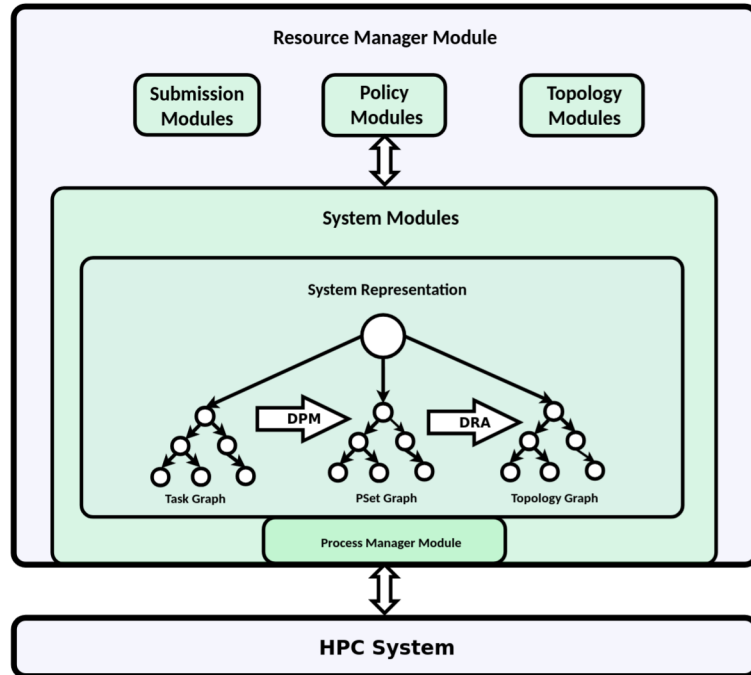 Resource Manager Module
Submission
Modules
Policy
Modules
Topology
Modules
System Modules
System Representation
DPM
DRA
Task Graph
PSet Graph
Topology Graph
Process Manager Module
HPC System